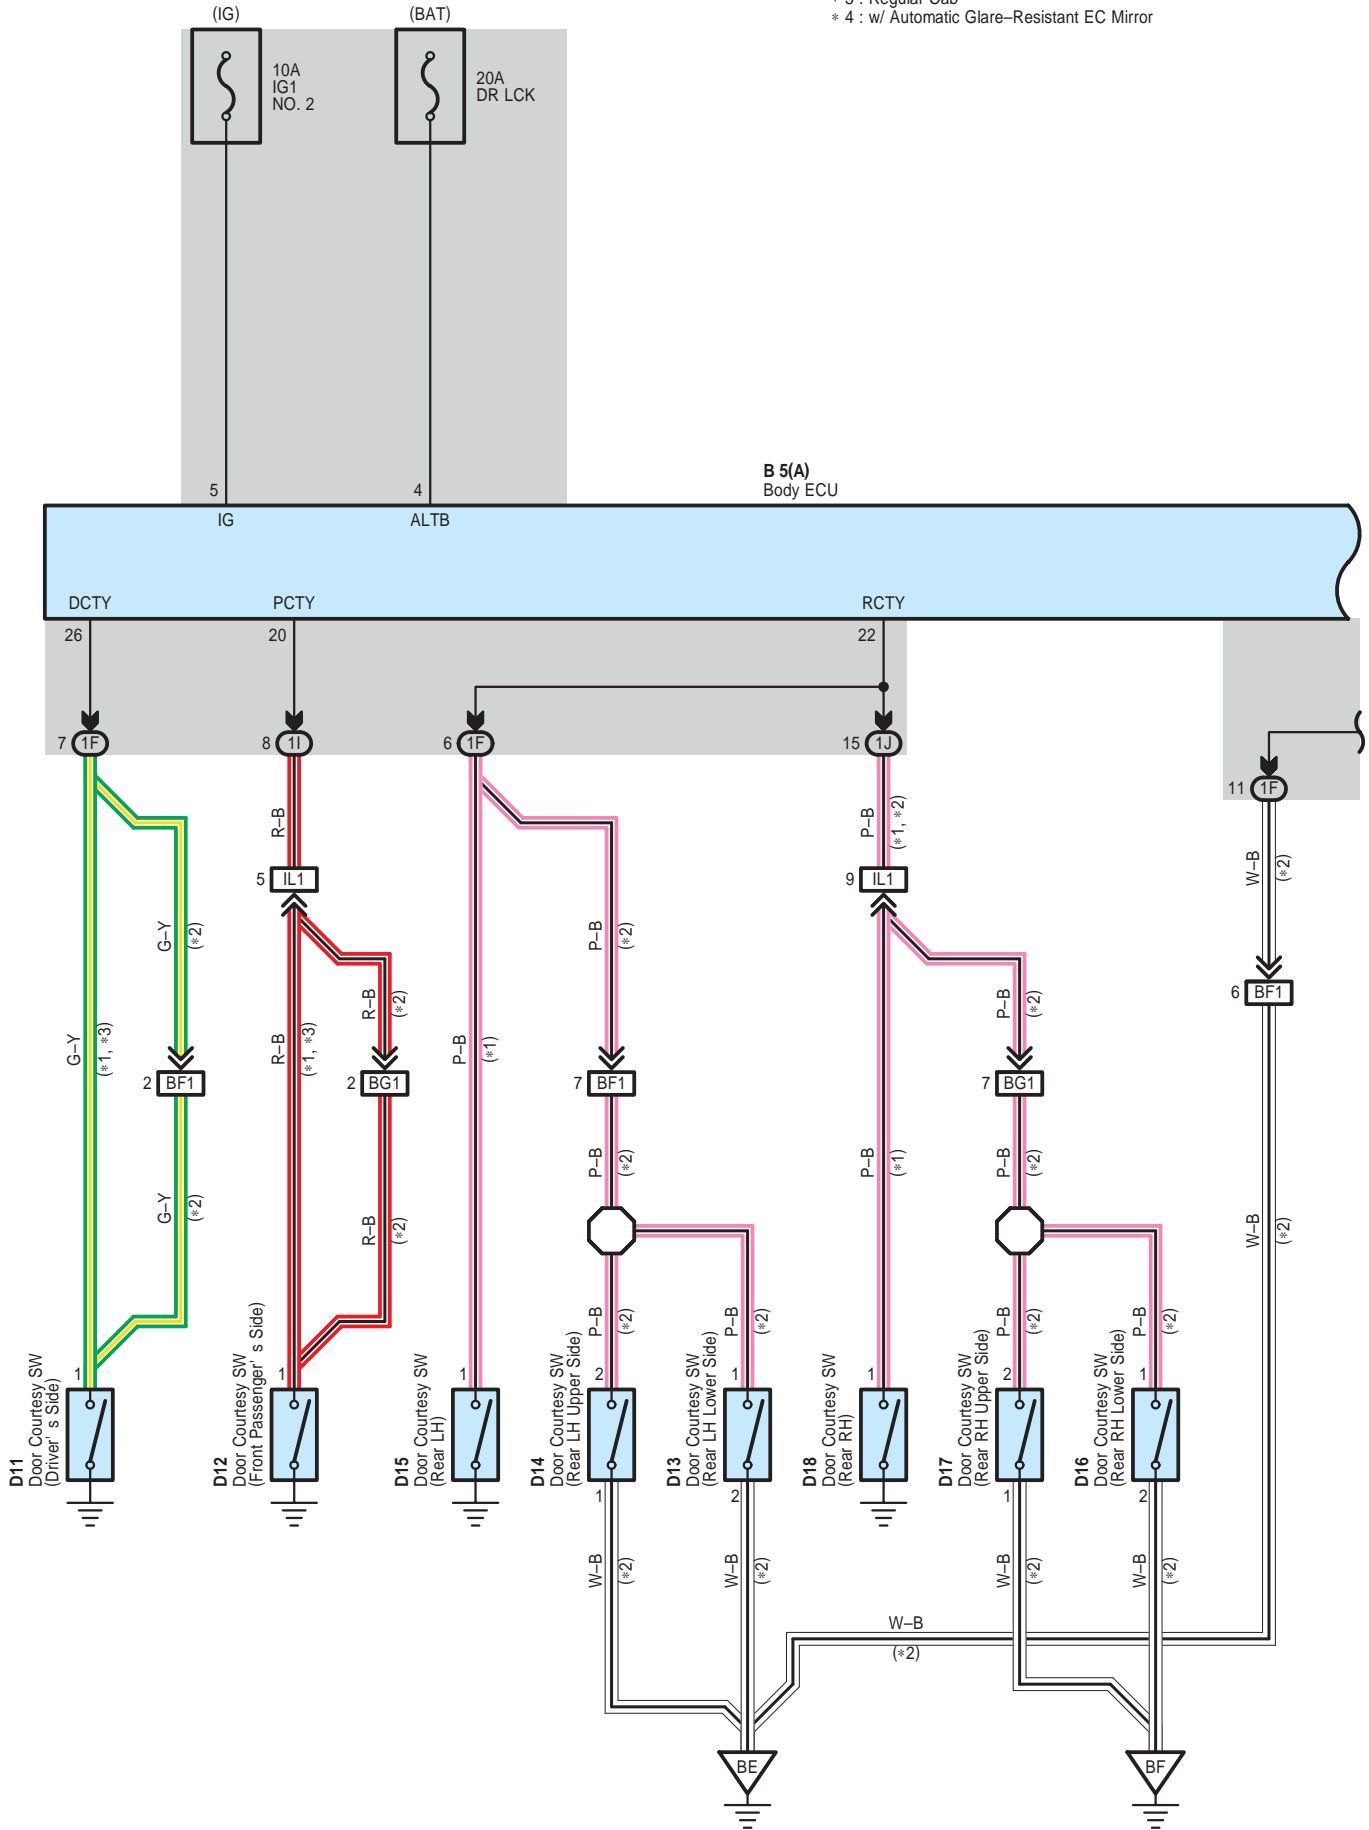 * 3 : Regular Cab
* 4 : w/ Automatic Glare–Resistant EC Mirror
(IG)
(BAT)
10A
IG1
NO. 2
20A
DR LCK
B 5(A)
Body ECU
5
4
IG
ALTB
DCTY
PCTY
RCTY
26
20
22
7 1F
8 1I
6 1F
15 1J
11 1F
R–B
P–B
(*1, *2)
W–B
(*2)
5 IL1
9 IL1
G–Y
(*2)
P–B
(*2)
R–B
(*2)
P–B
(*2)
6 BF1
G–Y
(*1, *3)
R–B
(*1, *3)
P–B
(*1)
2 BF1
2 BG1
7 BF1
7 BG1
G–Y
(*2)
R–B
(*2)
P–B
(*2)
P–B
(*1)
P–B
(*2)
W–B
(*2)
P–B
(*2)
P–B
(*2)
P–B
(*2)
P–B
(*2)
1
1
1
2
1
1
2
1
D11
Door Courtesy SW
(Driver' s Side)
D12
Door Courtesy SW
(Front Passenger' s Side)
D15
Door Courtesy SW
(Rear LH)
D14
Door Courtesy SW
(Rear LH Upper Side)
D13
Door Courtesy SW
(Rear LH Lower Side)
D18
Door Courtesy SW
(Rear RH)
D17
Door Courtesy SW
(Rear RH Upper Side)
D16
Door Courtesy SW
(Rear RH Lower Side)
1
2
1
2
W–B
(*2)
W–B
(*2)
W–B
(*2)
W–B
(*2)
W–B
(*2)
BE
BF